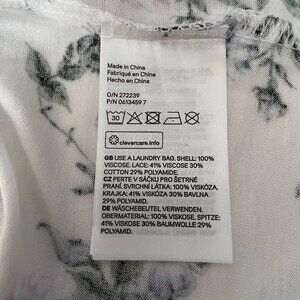 Made in China
Fabriqué en Chine
Hecho en China
O/N 272239
P/N 0613459 7
30
clevercare.info
GB USE A LAUNDRY BAG. SHELL: 100%
VISCOSE. LACE: 41% VISCOSE 30%
COTTON 29% POLYAMIDE.
CZ PERTE V SÁČKU PRO ŠETRNÉ
PRANÍ. SVRCHNÍ LÁTKA: 100% VISKÓZA.
KRAJKA: 41% VISKÓZA 30% BAVLNA
29% POLYAMID.
DE WÄSCHEBEUTEL VERWENDEN.
OBERMATERIAL: 100% VISKOSE. SPITZE:
41% VISKOSE 30% BAUMWOLLE 29%
POLYAMID.